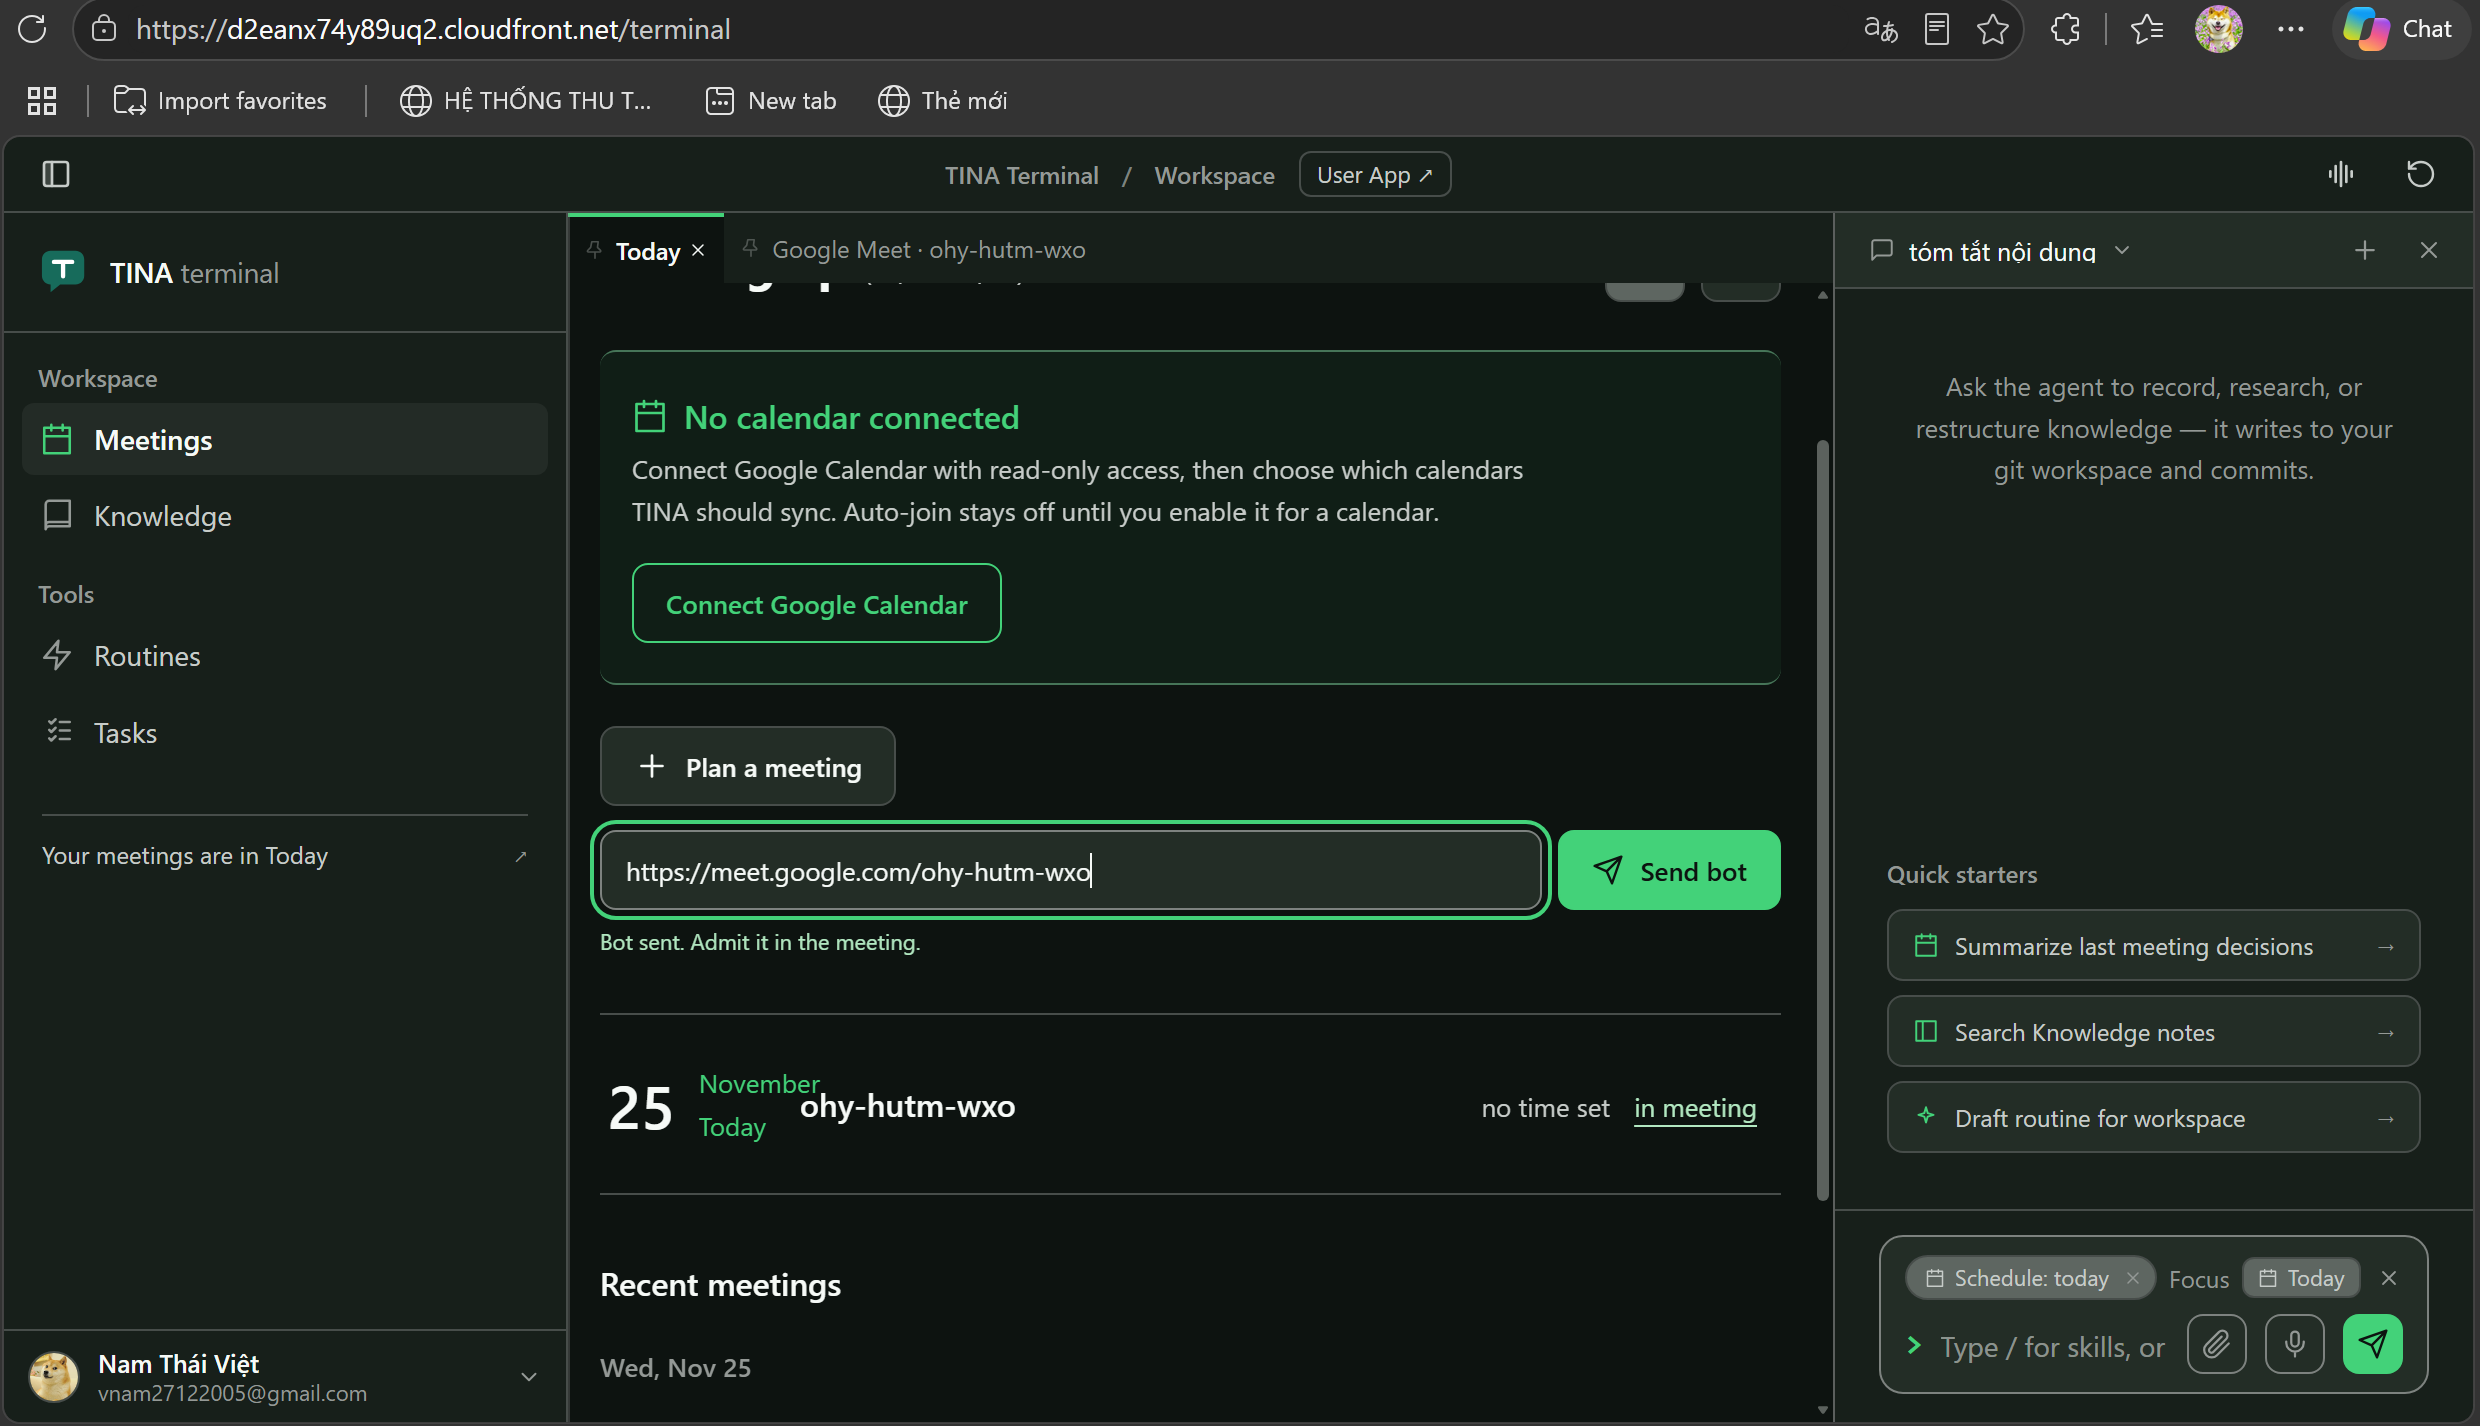 https://d2eanx74y89uq2.cloudfront.net/terminal
Chat
Import favorites
HỆ THỐNG THU T...
New tab
Thẻ mới
TINA Terminal / Workspace
User App ↗
TINA terminal
Workspace
Meetings
Knowledge
Tools
Routines
Tasks
Your meetings are in Today ↗
Nam Thái Việt
vnam27122005@gmail.com
Today ×
Google Meet · ohy-hutm-wxo
No calendar connected
Connect Google Calendar with read-only access, then choose which calendars
TINA should sync. Auto-join stays off until you enable it for a calendar.
Connect Google Calendar
+ Plan a meeting
https://meet.google.com/ohy-hutm-wxo
Send bot
Bot sent. Admit it in the meeting.
25
November
Today
ohy-hutm-wxo
no time set
in meeting
Recent meetings
Wed, Nov 25
tóm tắt nội dung
Ask the agent to record, research, or
restructure knowledge — it writes to your
git workspace and commits.
Quick starters
Summarize last meeting decisions →
Search Knowledge notes →
Draft routine for workspace →
Schedule: today ×
Focus
Today
Type / for skills, or